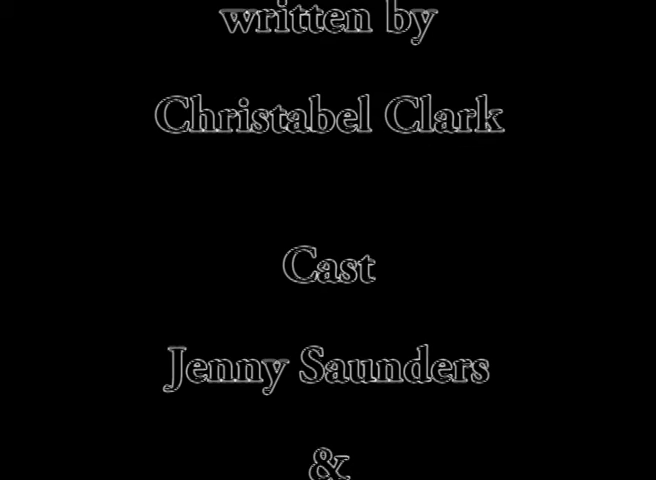 written by
Christabel Clark
Cast
Jenny Saunders
&